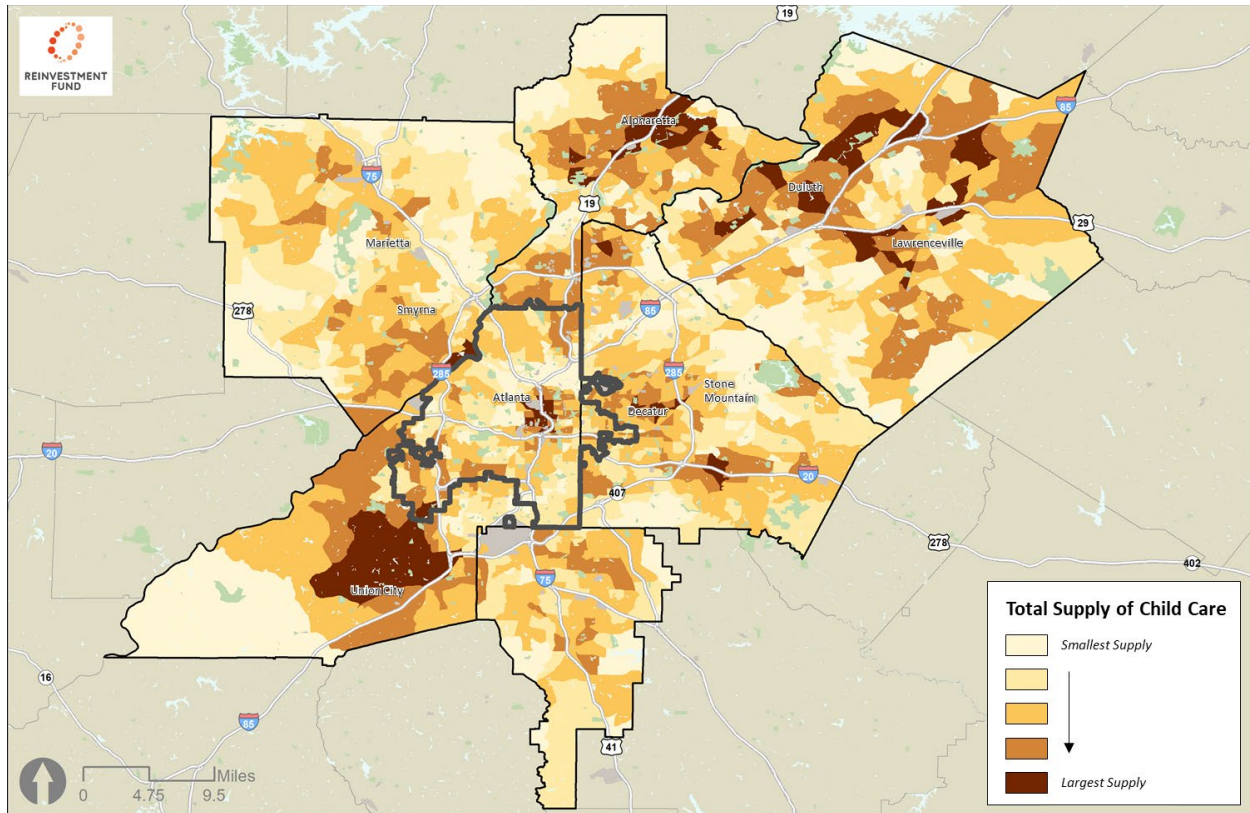 REINVESTMENT
FUND
19
Alpharetta
85
75
Duluth
19
29
Marietta
Lawrenceville
278
Smyrna
85
285
285
Stone
Mountain
Atlanta
Decatur
20
20
407
278
402
75
Union City
16
85
41
Total Supply of Child Care
Smallest Supply
Largest Supply
Miles
0 4.75 9.5